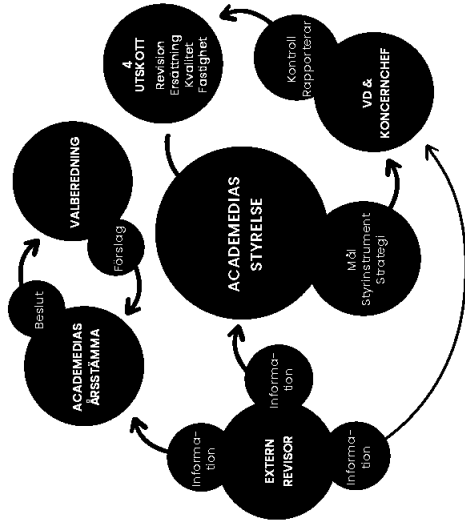 ACADEMEDIAS
ÅRSSTÄMMA
Beslut
VALBEREDNING
Förslag
4
UTSKOTT
Revision
Ersättning
Kvalitet
Fastighet
ACADEMEDIAS
STYRELSE
Mål
Styrinstrument
Strategi
Kontroll
Rapporterar
VD &
KONCERNCHEF
EXTERN
REVISOR
Informa-
tion
Informa-
tion
Informa-
tion